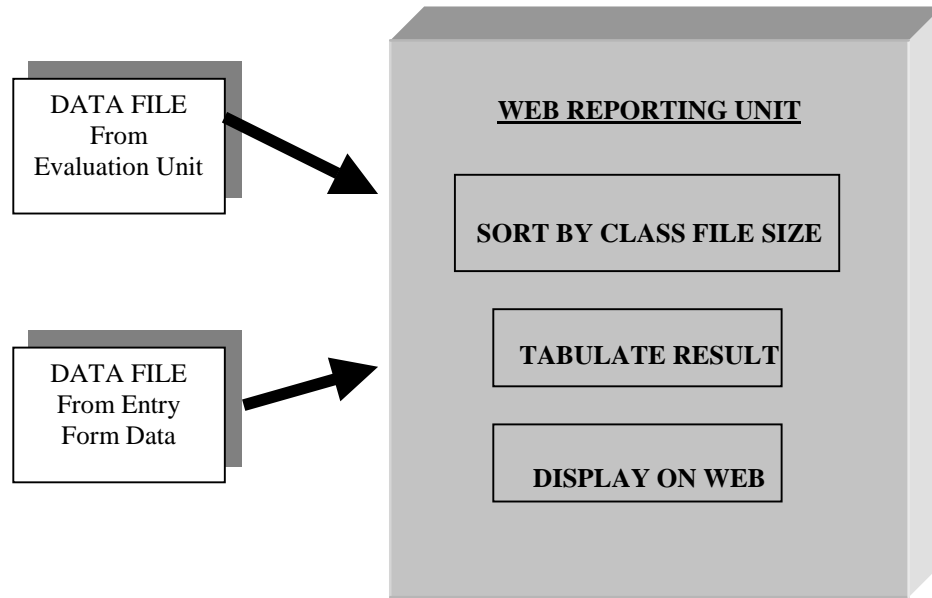 DATA FILE
From
Evaluation Unit
WEB REPORTING UNIT
SORT BY CLASS FILE SIZE
TABULATE RESULT
DISPLAY ON WEB
DATA FILE
From Entry
Form Data